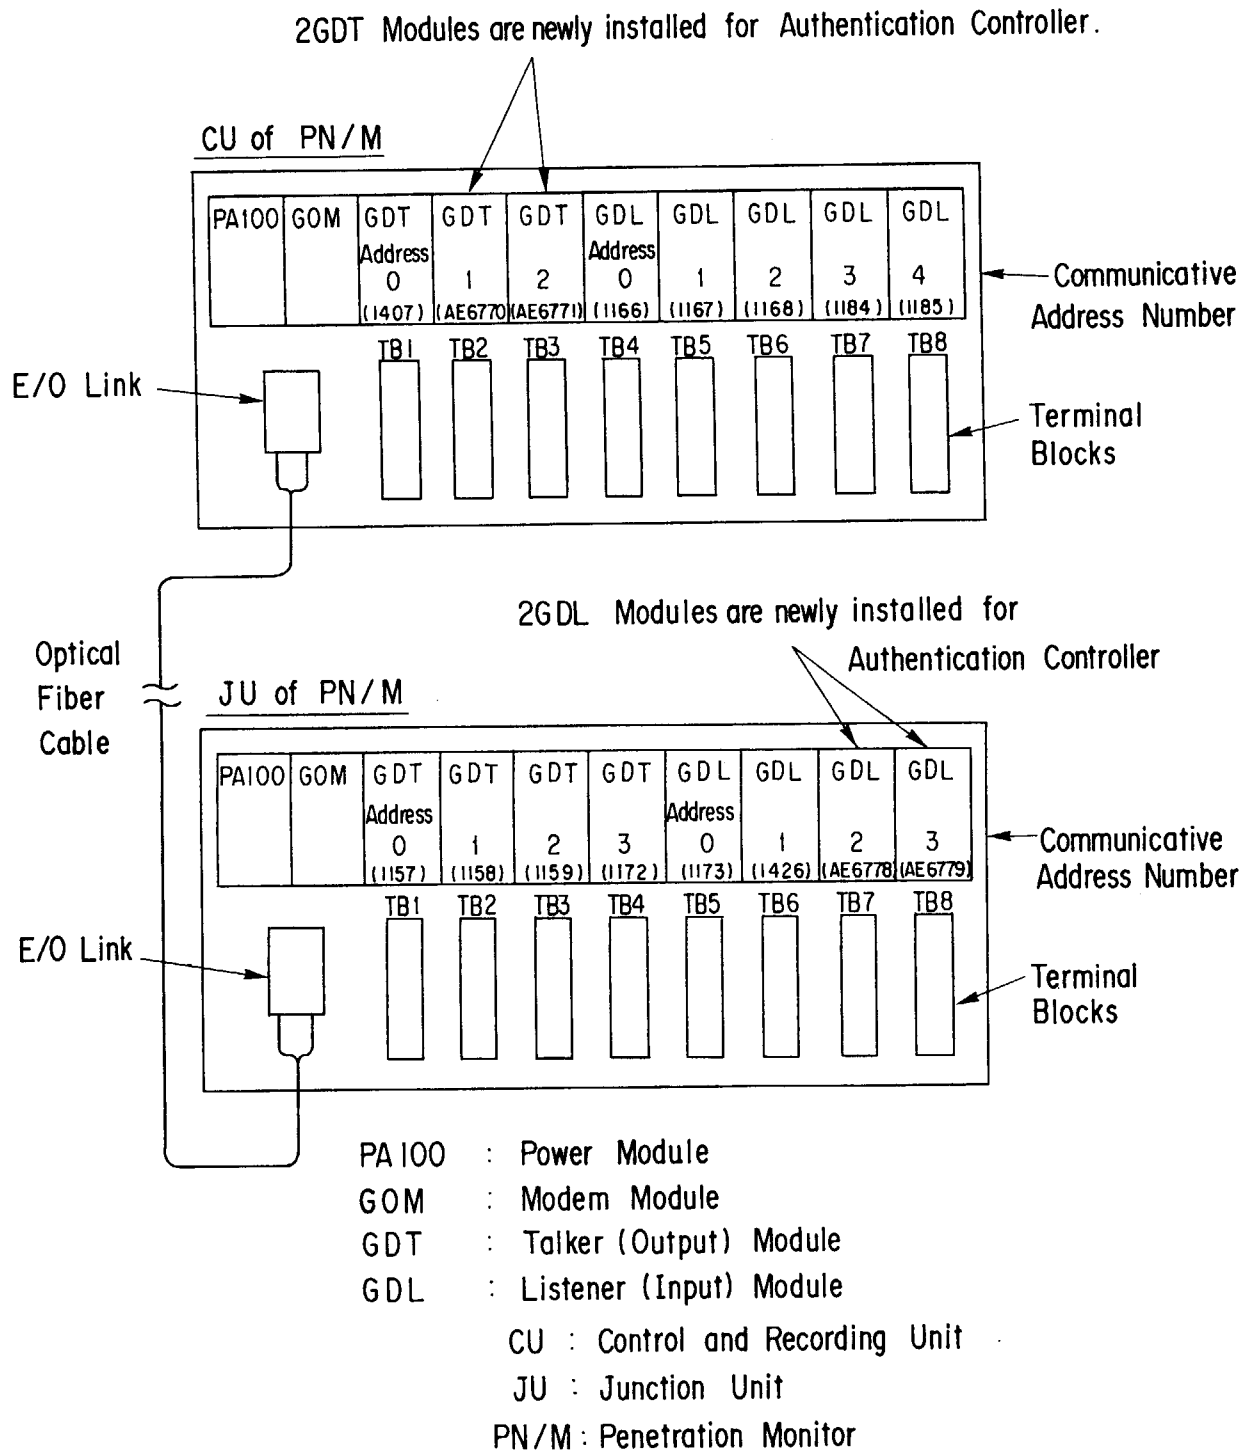 2GDT Modules are newly installed for Authentication Controller.
CU of PN/M
PA100 GOM GDT GDT GDT GDL GDL GDL GDL GDL
Address Address
0 1 2 0 1 2 3 4
(1407) (AE6770) (AE6771) (1166) (1167) (1168) (1184) (1185)
Communicative
Address Number
TB1 TB2 TB3 TB4 TB5 TB6 TB7 TB8
E/O Link
Terminal
Blocks
2GDL Modules are newly installed for
Authentication Controller
Optical
Fiber
Cable
JU of PN/M
PA100 GOM GDT GDT GDT GDT GDL GDL GDL GDL
Address Address
0 1 2 3 0 1 2 3
(1157) (1158) (1159) (1172) (1173) (1426) (AE6778) (AE6779)
Communicative
Address Number
TB1 TB2 TB3 TB4 TB5 TB6 TB7 TB8
E/O Link
Terminal
Blocks
PA100 : Power Module
GOM : Modem Module
GDT : Talker (Output) Module
GDL : Listener (Input) Module
CU : Control and Recording Unit
JU : Junction Unit
PN/M : Penetration Monitor